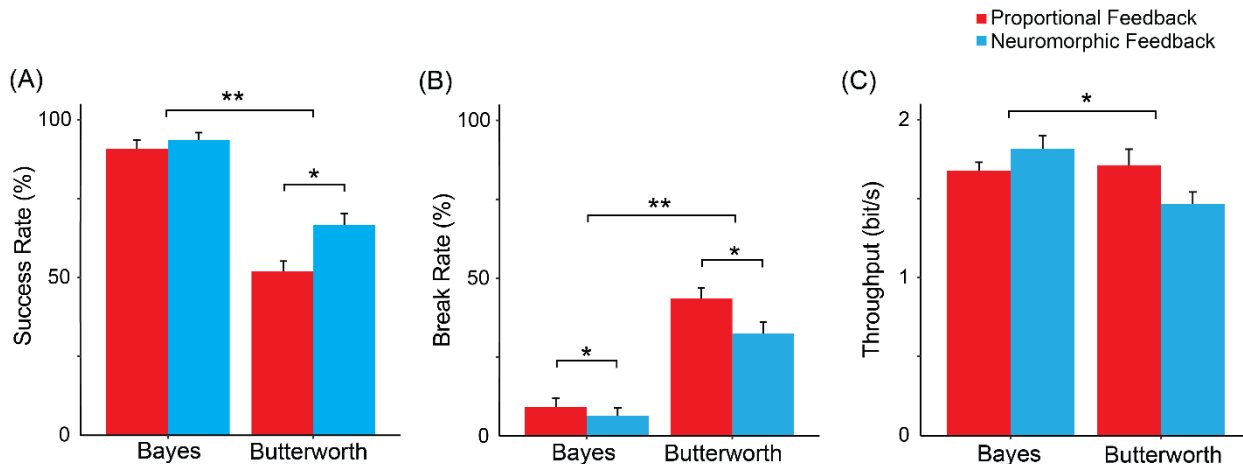 Proportional Feedback
Neuromorphic Feedback
(A)
Success Rate (%)
100
50
0
**
*
Bayes
Butterworth
(B)
Break Rate (%)
100
50
0
**
*
*
Bayes
Butterworth
(C)
Throughput (bit/s)
2
1
0
*
Bayes
Butterworth